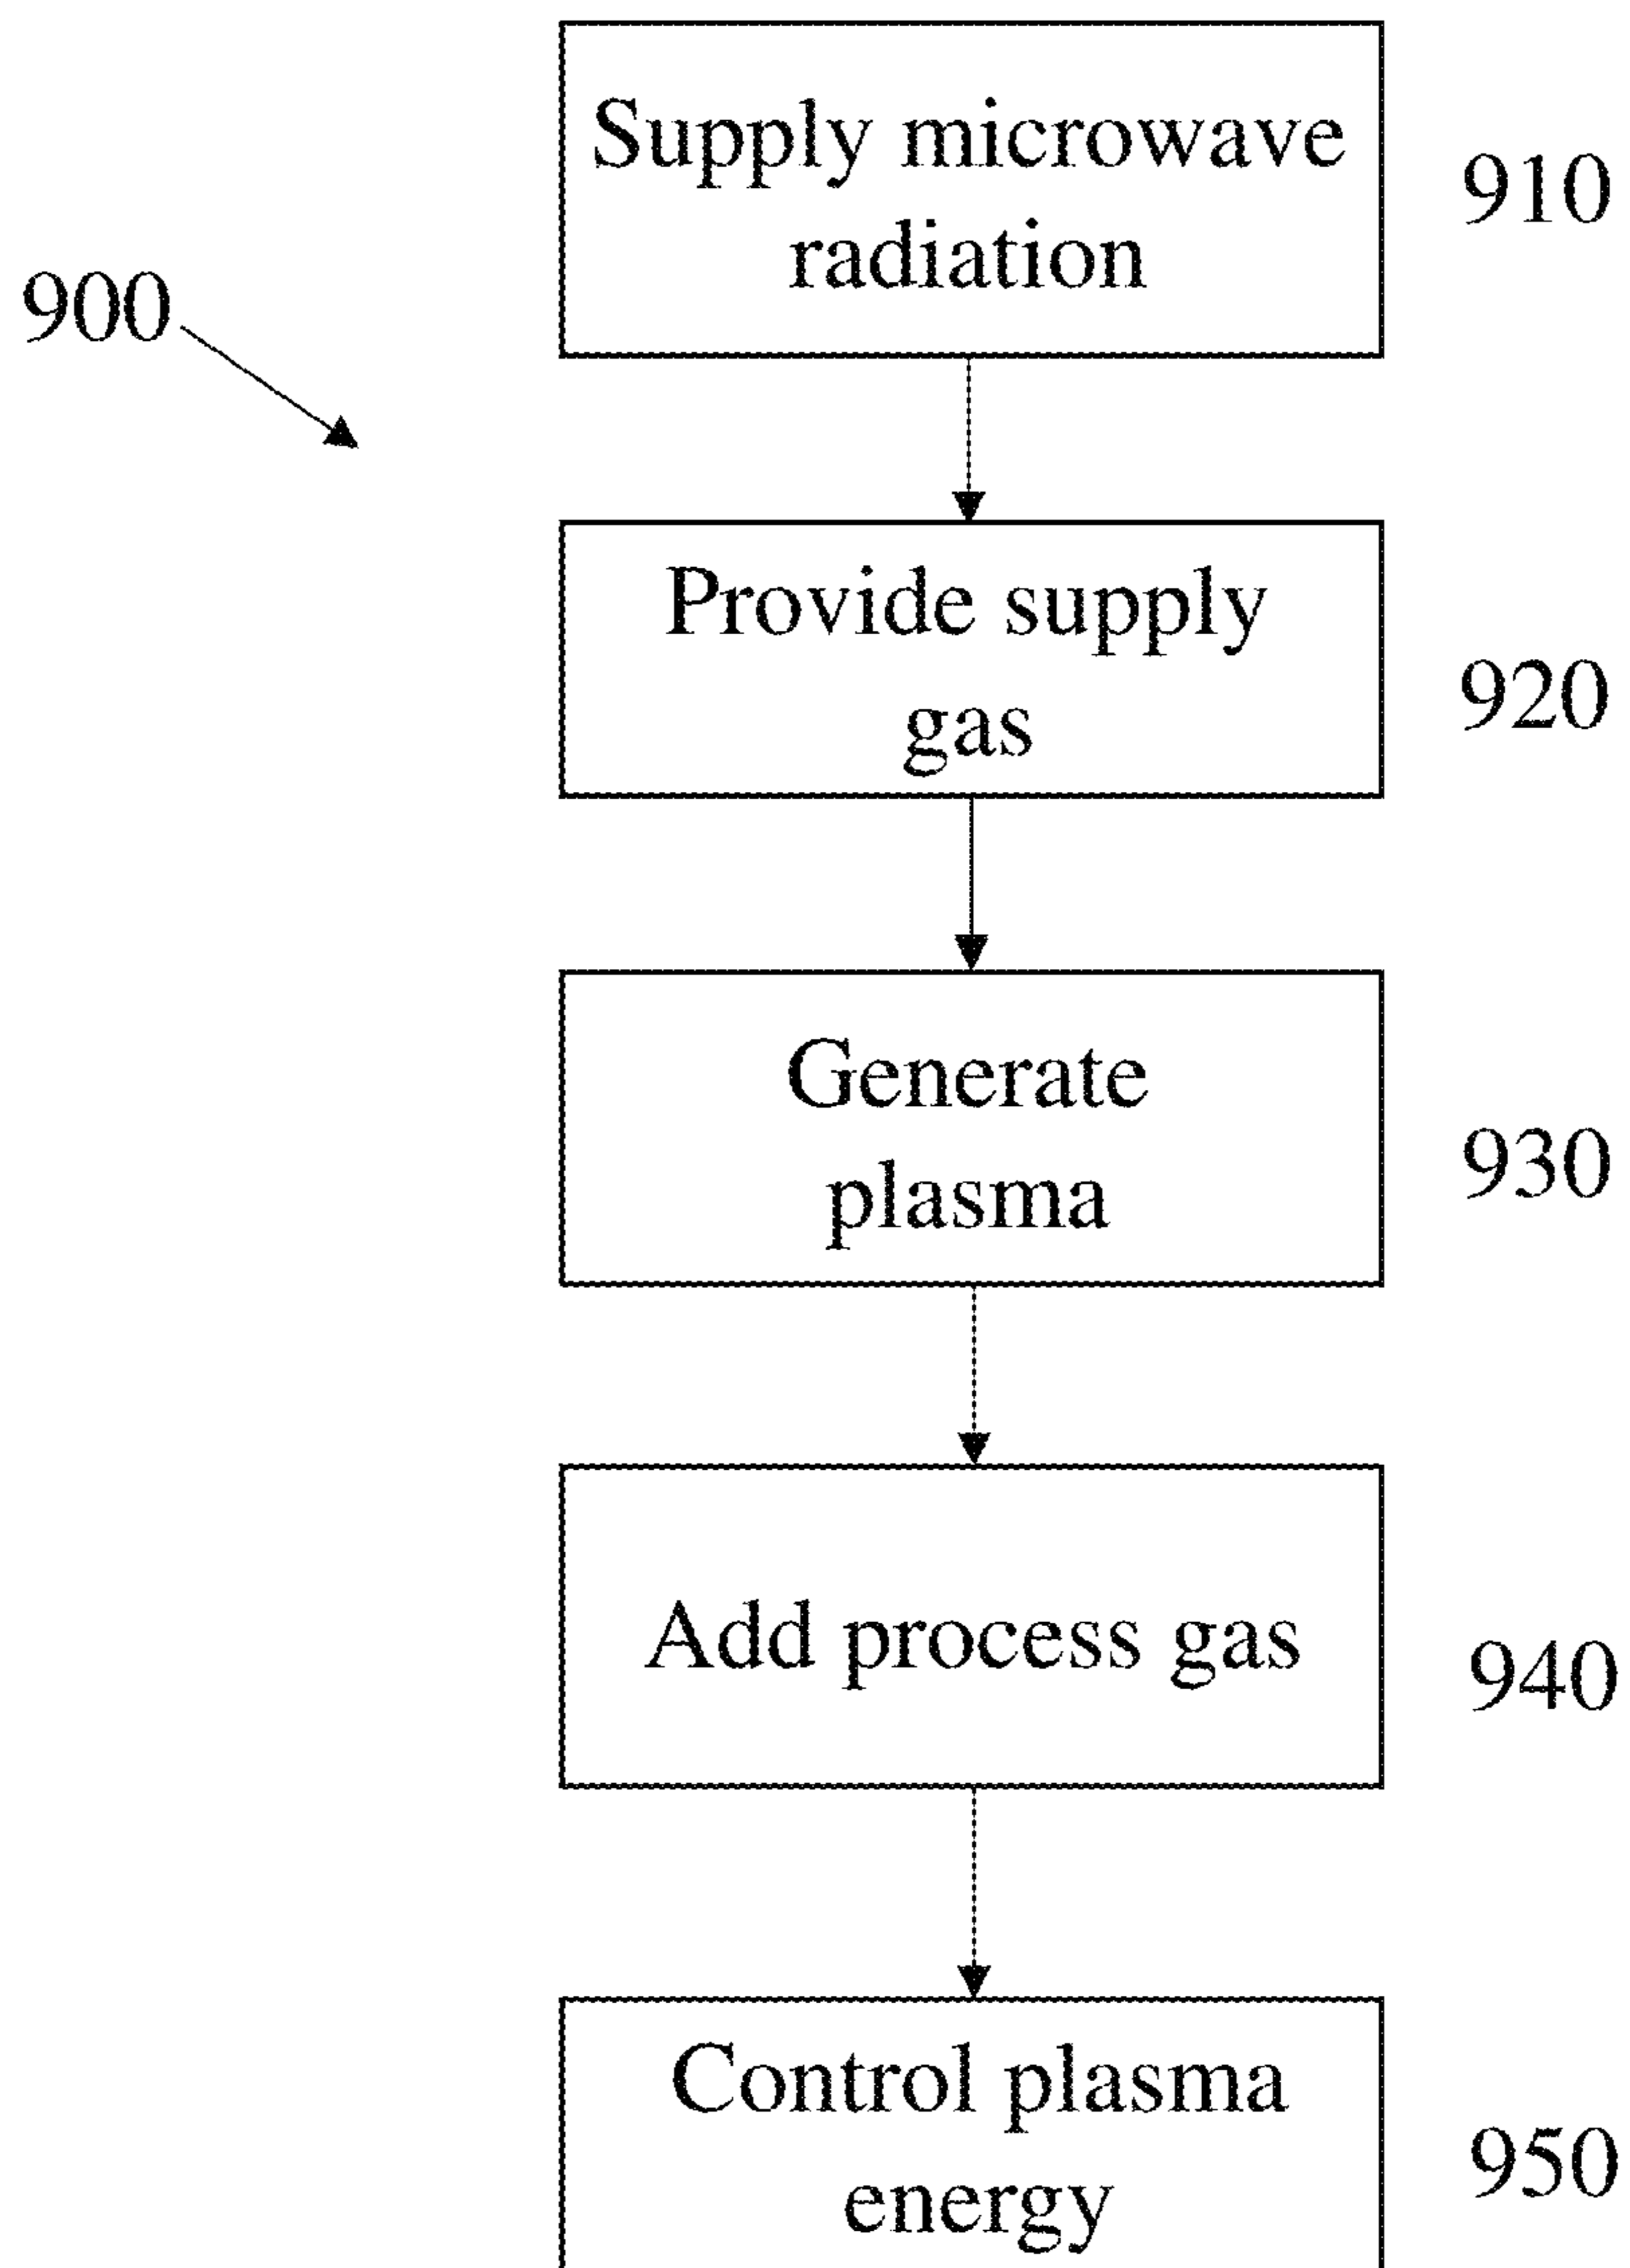 Supply microwave
radiation
910
900
Provide supply
gas
920
Generate
plasma
930
Add process gas
940
Control plasma
energy
950